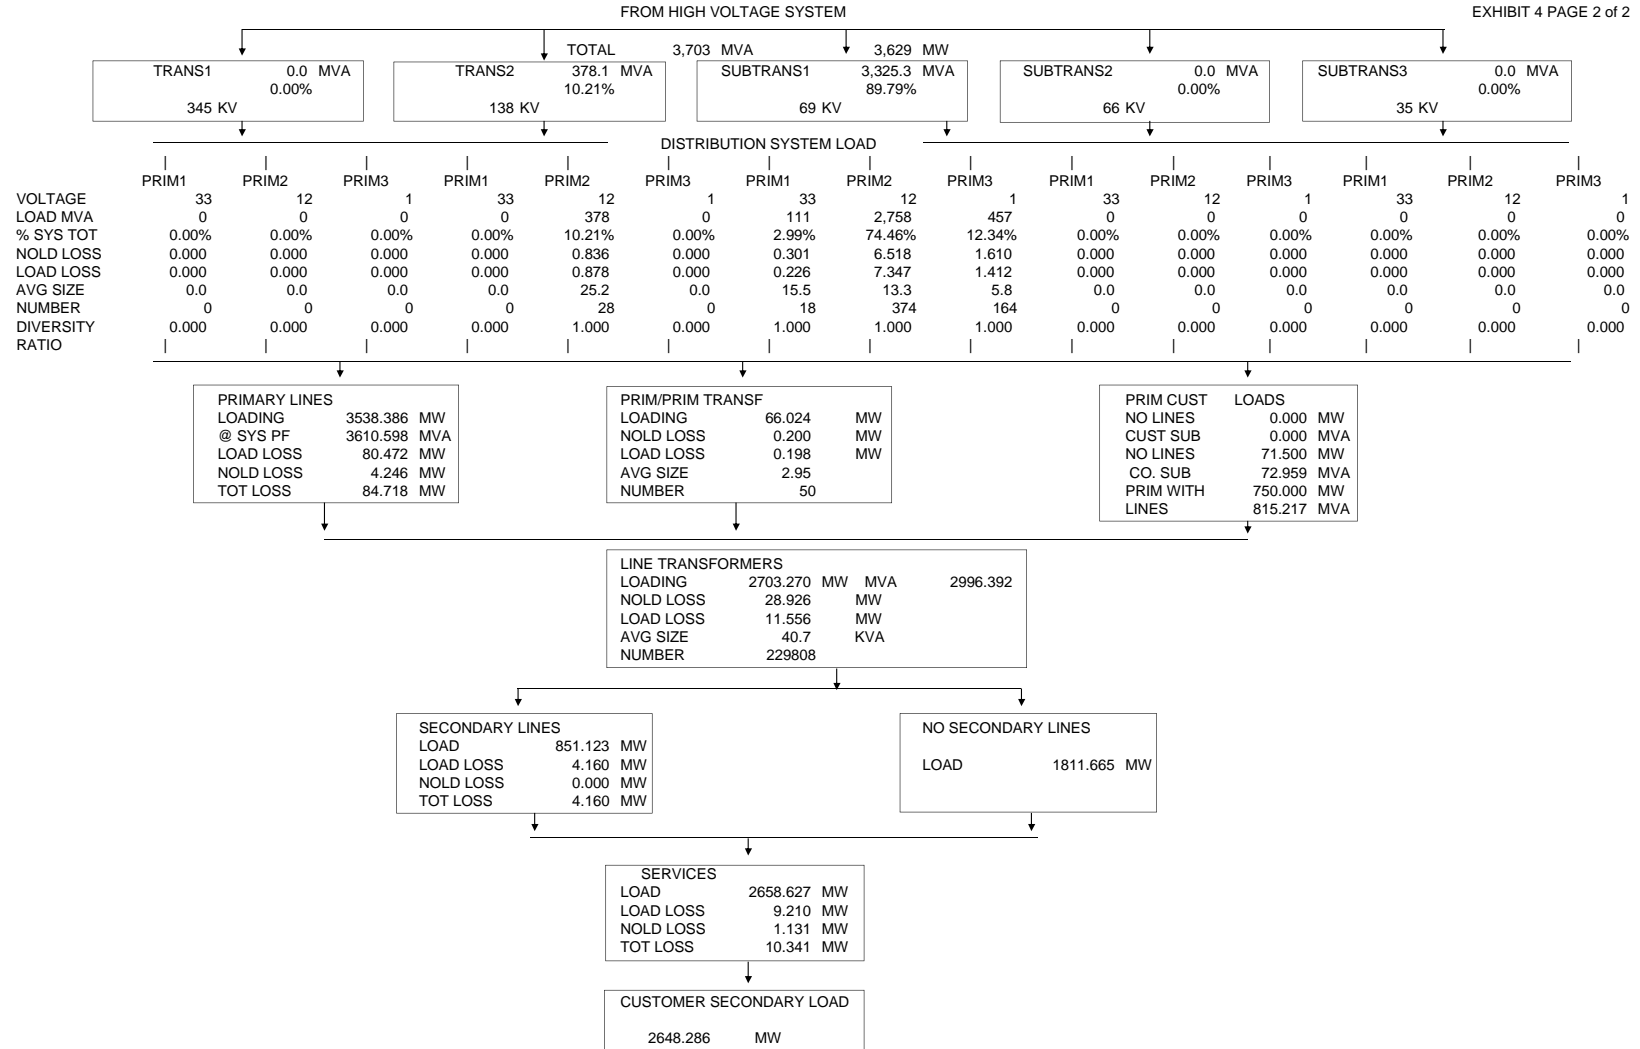 FROM HIGH VOLTAGE SYSTEM EXHIBIT 4 PAGE 2 of 2
TOTAL 3,703 MVA 3,629 MW
TRANS1 0.0 MVA TRANS2 378.1 MVA SUBTRANS1 3,325.3 MVA SUBTRANS2 0.0 MVA SUBTRANS3 0.0 MVA
0.00% 10.21% 89.79% 0.00% 0.00%
345 KV 138 KV 69 KV 66 KV 35 KV
DISTRIBUTION SYSTEM LOAD
| | | | | | | | | | | | | | |
PRIM1 PRIM2 PRIM3 PRIM1 PRIM2 PRIM3 PRIM1 PRIM2 PRIM3 PRIM1 PRIM2 PRIM3 PRIM1 PRIM2 PRIM3
VOLTAGE 33 12 1 33 12 1 33 12 1 33 12 1 33 12 1
LOAD MVA 0 0 0 0 378 0 111 2,758 457 0 0 0 0 0 0
% SYS TOT 0.00% 0.00% 0.00% 0.00% 10.21% 0.00% 2.99% 74.46% 12.34% 0.00% 0.00% 0.00% 0.00% 0.00% 0.00%
NOLD LOSS 0.000 0.000 0.000 0.000 0.836 0.000 0.301 6.518 1.610 0.000 0.000 0.000 0.000 0.000 0.000
LOAD LOSS 0.000 0.000 0.000 0.000 0.878 0.000 0.226 7.347 1.412 0.000 0.000 0.000 0.000 0.000 0.000
AVG SIZE 0.0 0.0 0.0 0.0 25.2 0.0 15.5 13.3 5.8 0.0 0.0 0.0 0.0 0.0 0.0
NUMBER 0 0 0 0 28 0 18 374 164 0 0 0 0 0 0
DIVERSITY 0.000 0.000 0.000 0.000 1.000 0.000 1.000 1.000 1.000 0.000 0.000 0.000 0.000 0.000 0.000
RATIO | | | | | | | | | | | | | | |
PRIMARY LINES
LOADING 3538.386 MW
@ SYS PF 3610.598 MVA
LOAD LOSS 80.472 MW
NOLD LOSS 4.246 MW
TOT LOSS 84.718 MW
PRIM/PRIM TRANSF
LOADING 66.024 MW
NOLD LOSS 0.200 MW
LOAD LOSS 0.198 MW
AVG SIZE 2.95
NUMBER 50
PRIM CUST LOADS
NO LINES 0.000 MW
CUST SUB 0.000 MVA
NO LINES 71.500 MW
CO. SUB 72.959 MVA
PRIM WITH 750.000 MW
LINES 815.217 MVA
LINE TRANSFORMERS
LOADING 2703.270 MW MVA 2996.392
NOLD LOSS 28.926 MW
LOAD LOSS 11.556 MW
AVG SIZE 40.7 KVA
NUMBER 229808
SECONDARY LINES
LOAD 851.123 MW
LOAD LOSS 4.160 MW
NOLD LOSS 0.000 MW
TOT LOSS 4.160 MW
NO SECONDARY LINES
LOAD 1811.665 MW
SERVICES
LOAD 2658.627 MW
LOAD LOSS 9.210 MW
NOLD LOSS 1.131 MW
TOT LOSS 10.341 MW
CUSTOMER SECONDARY LOAD
2648.286 MW